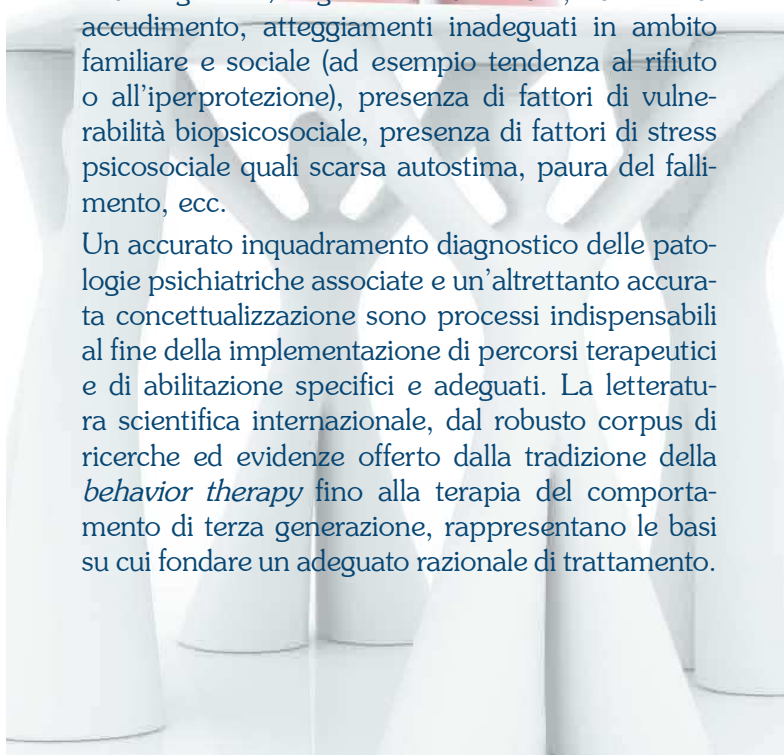 accudimento, atteggiamenti inadeguati in ambito
familiare e sociale (ad esempio tendenza al rifiuto
o all'iperprotezione), presenza di fattori di vulne-
rabilità biopsicosociale, presenza di fattori di stress
psicosociale quali scarsa autostima, paura del falli-
mento, ecc.
Un accurato inquadramento diagnostico delle pato-
logie psichiatriche associate e un'altrettanto accura-
ta concettualizzazione sono processi indispensabili
al fine della implementazione di percorsi terapeutici
e di abilitazione specifici e adeguati. La letteratu-
ra scientifica internazionale, dal robusto corpus di
ricerche ed evidenze offerto dalla tradizione della
behavior therapy fino alla terapia del comporta-
mento di terza generazione, rappresentano le basi
su cui fondare un adeguato razionale di trattamento.